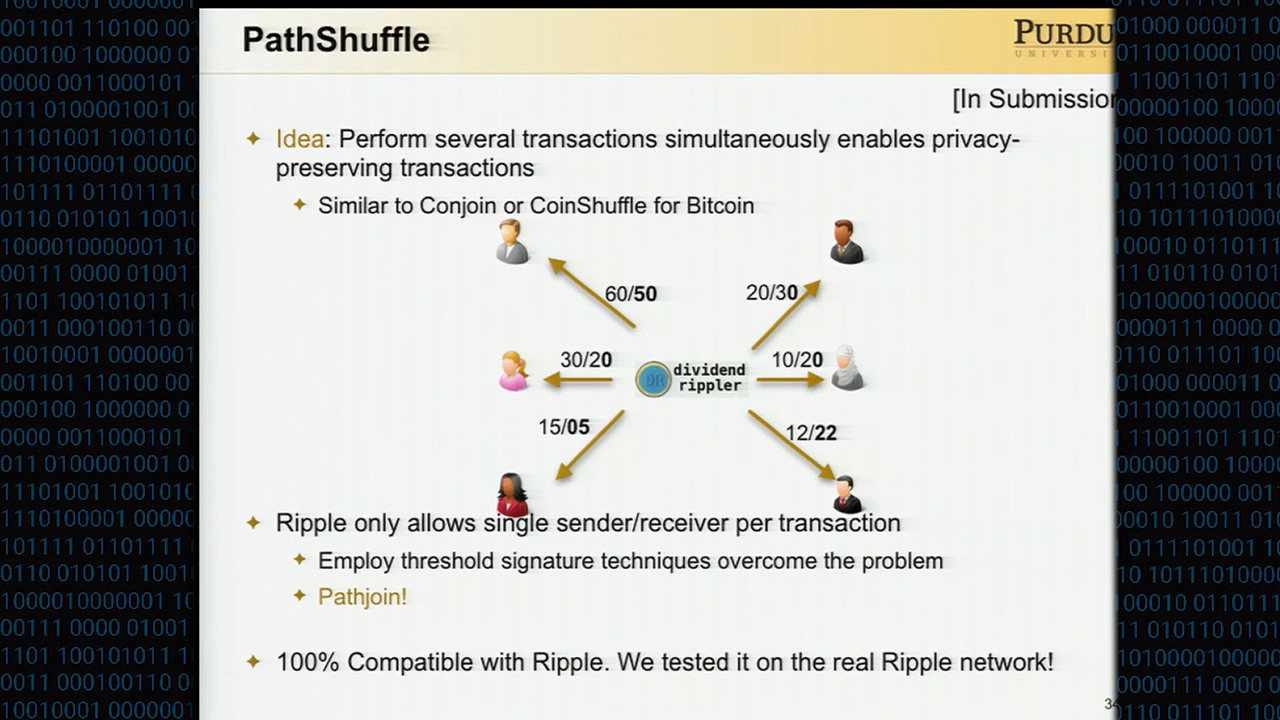 PathShuffle
PURDU
UNIVERSI
[In Submission
✦ Idea: Perform several transactions simultaneously enables privacy-
preserving transactions
✦ Similar to Conjoin or CoinShuffle for Bitcoin
60/50
20/30
30/20
dividend
rippler
10/20
15/05
12/22
✦ Ripple only allows single sender/receiver per transaction
✦ Employ threshold signature techniques overcome the problem
✦ Pathjoin!
✦ 100% Compatible with Ripple. We tested it on the real Ripple network!